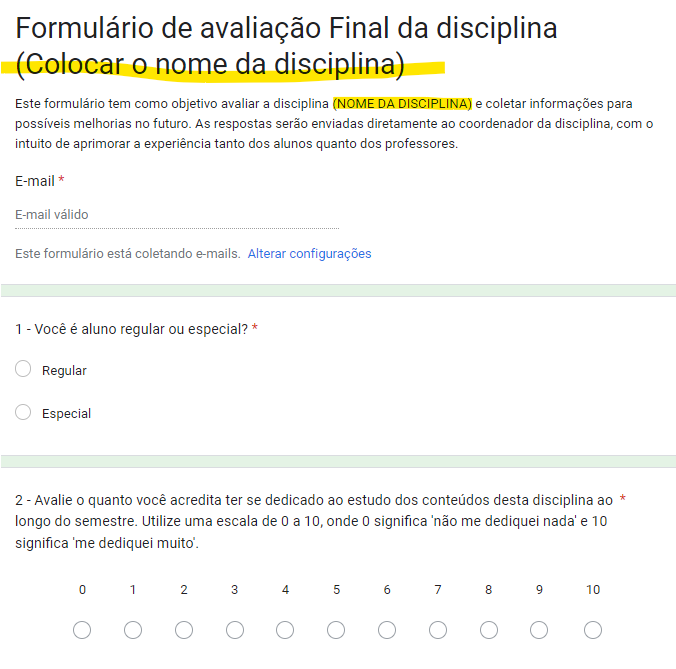 Formulário de avaliação Final da disciplina
(Colocar o nome da disciplina)
Este formulário tem como objetivo avaliar a disciplina (NOME DA DISCIPLINA) e coletar informações para
possíveis melhorias no futuro. As respostas serão enviadas diretamente ao coordenador da disciplina, com o
intuito de aprimorar a experiência tanto dos alunos quanto dos professores.
E-mail *
E-mail válido
Este formulário está coletando e-mails. Alterar configurações
1 - Você é aluno regular ou especial? *
Regular
Especial
2 - Avalie o quanto você acredita ter se dedicado ao estudo dos conteúdos desta disciplina ao *
longo do semestre. Utilize uma escala de 0 a 10, onde 0 significa 'não me dediquei nada' e 10
significa 'me dediquei muito'.
0 1 2 3 4 5 6 7 8 9 10